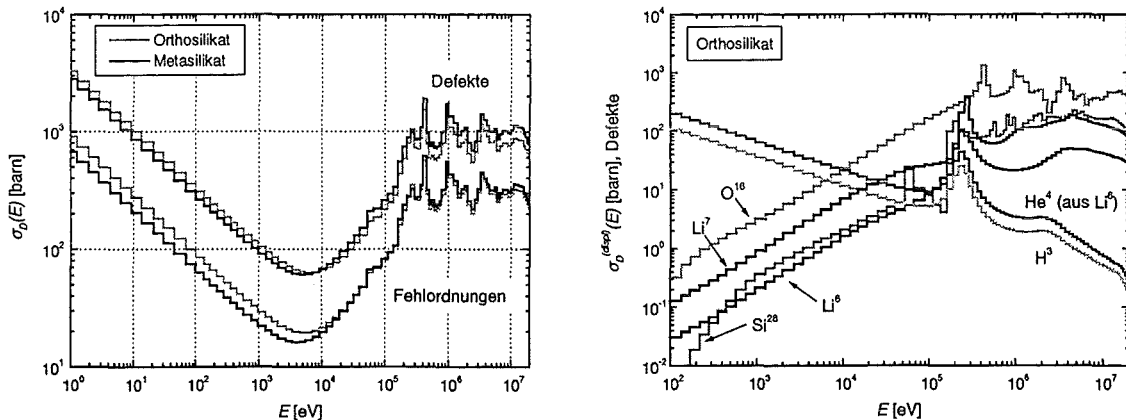 10⁴
10³
10²
10¹
σ_D(E) [barn]
Orthosilikat
Metasilikat
Defekte
Fehlordnungen
10⁰ 10¹ 10² 10³ 10⁴ 10⁵ 10⁶ 10⁷
E [eV]
10⁴
10³
10²
10¹
10⁰
10⁻¹
10⁻²
σ_D^(displ)(E) [barn], Defekte
Orthosilikat
O¹⁶
Li⁷
He⁴ (aus Li⁶)
H³
Li⁶
Si²⁸
10² 10³ 10⁴ 10⁵ 10⁶ 10⁷
E [eV]